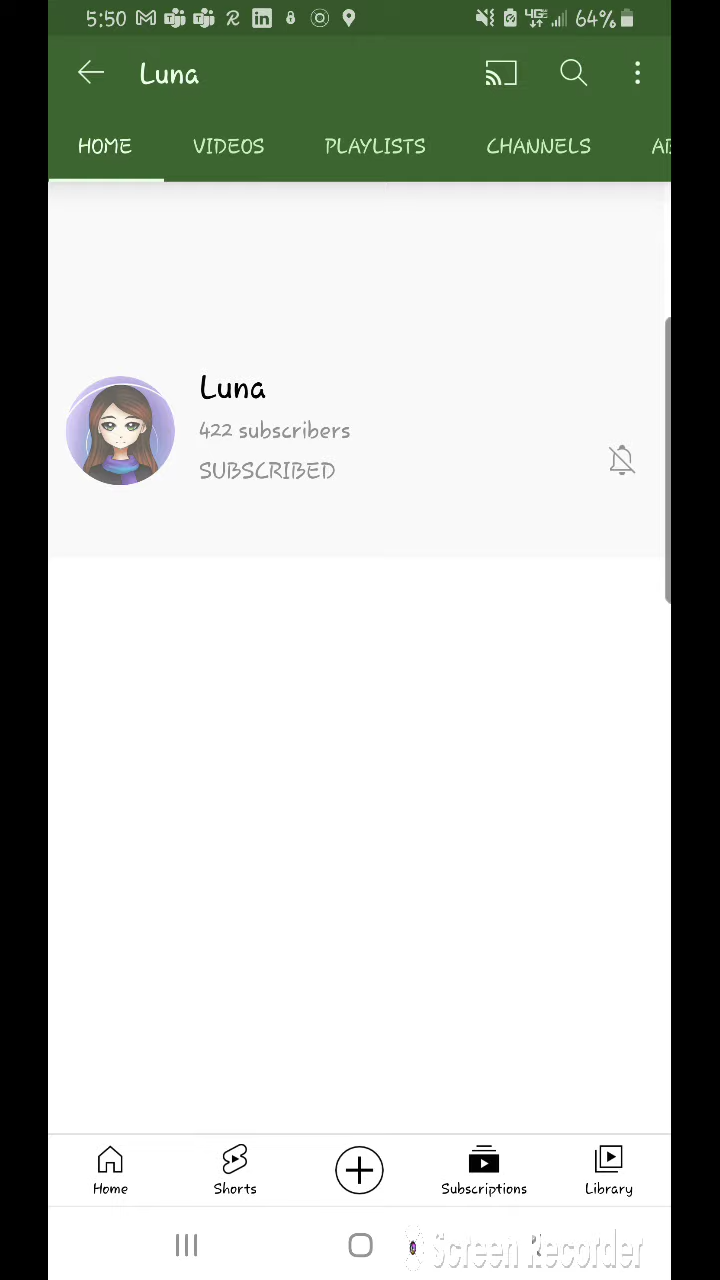 5:50 64%
Luna
HOME VIDEOS PLAYLISTS CHANNELS
Luna
422 subscribers
SUBSCRIBED
Home Shorts Subscriptions Library
Screen Recorder